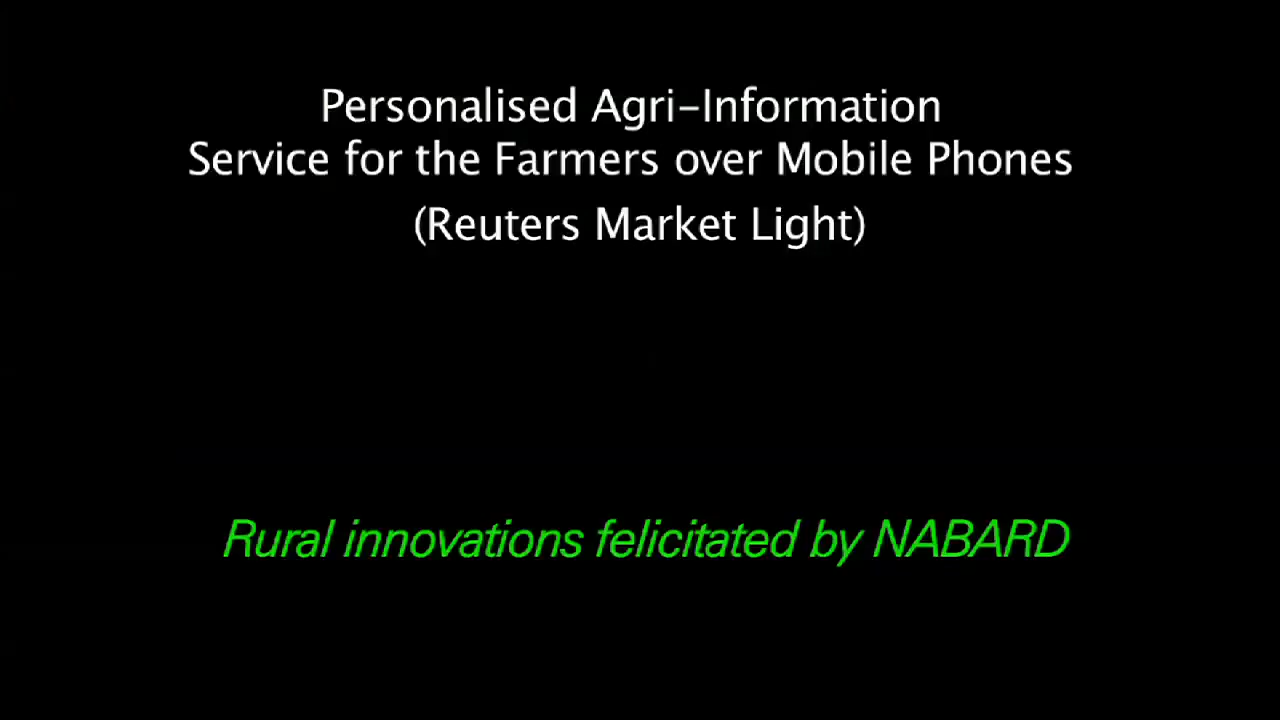 Personalised Agri-Information
Service for the Farmers over Mobile Phones
(Reuters Market Light)
Rural innovations felicitated by NABARD